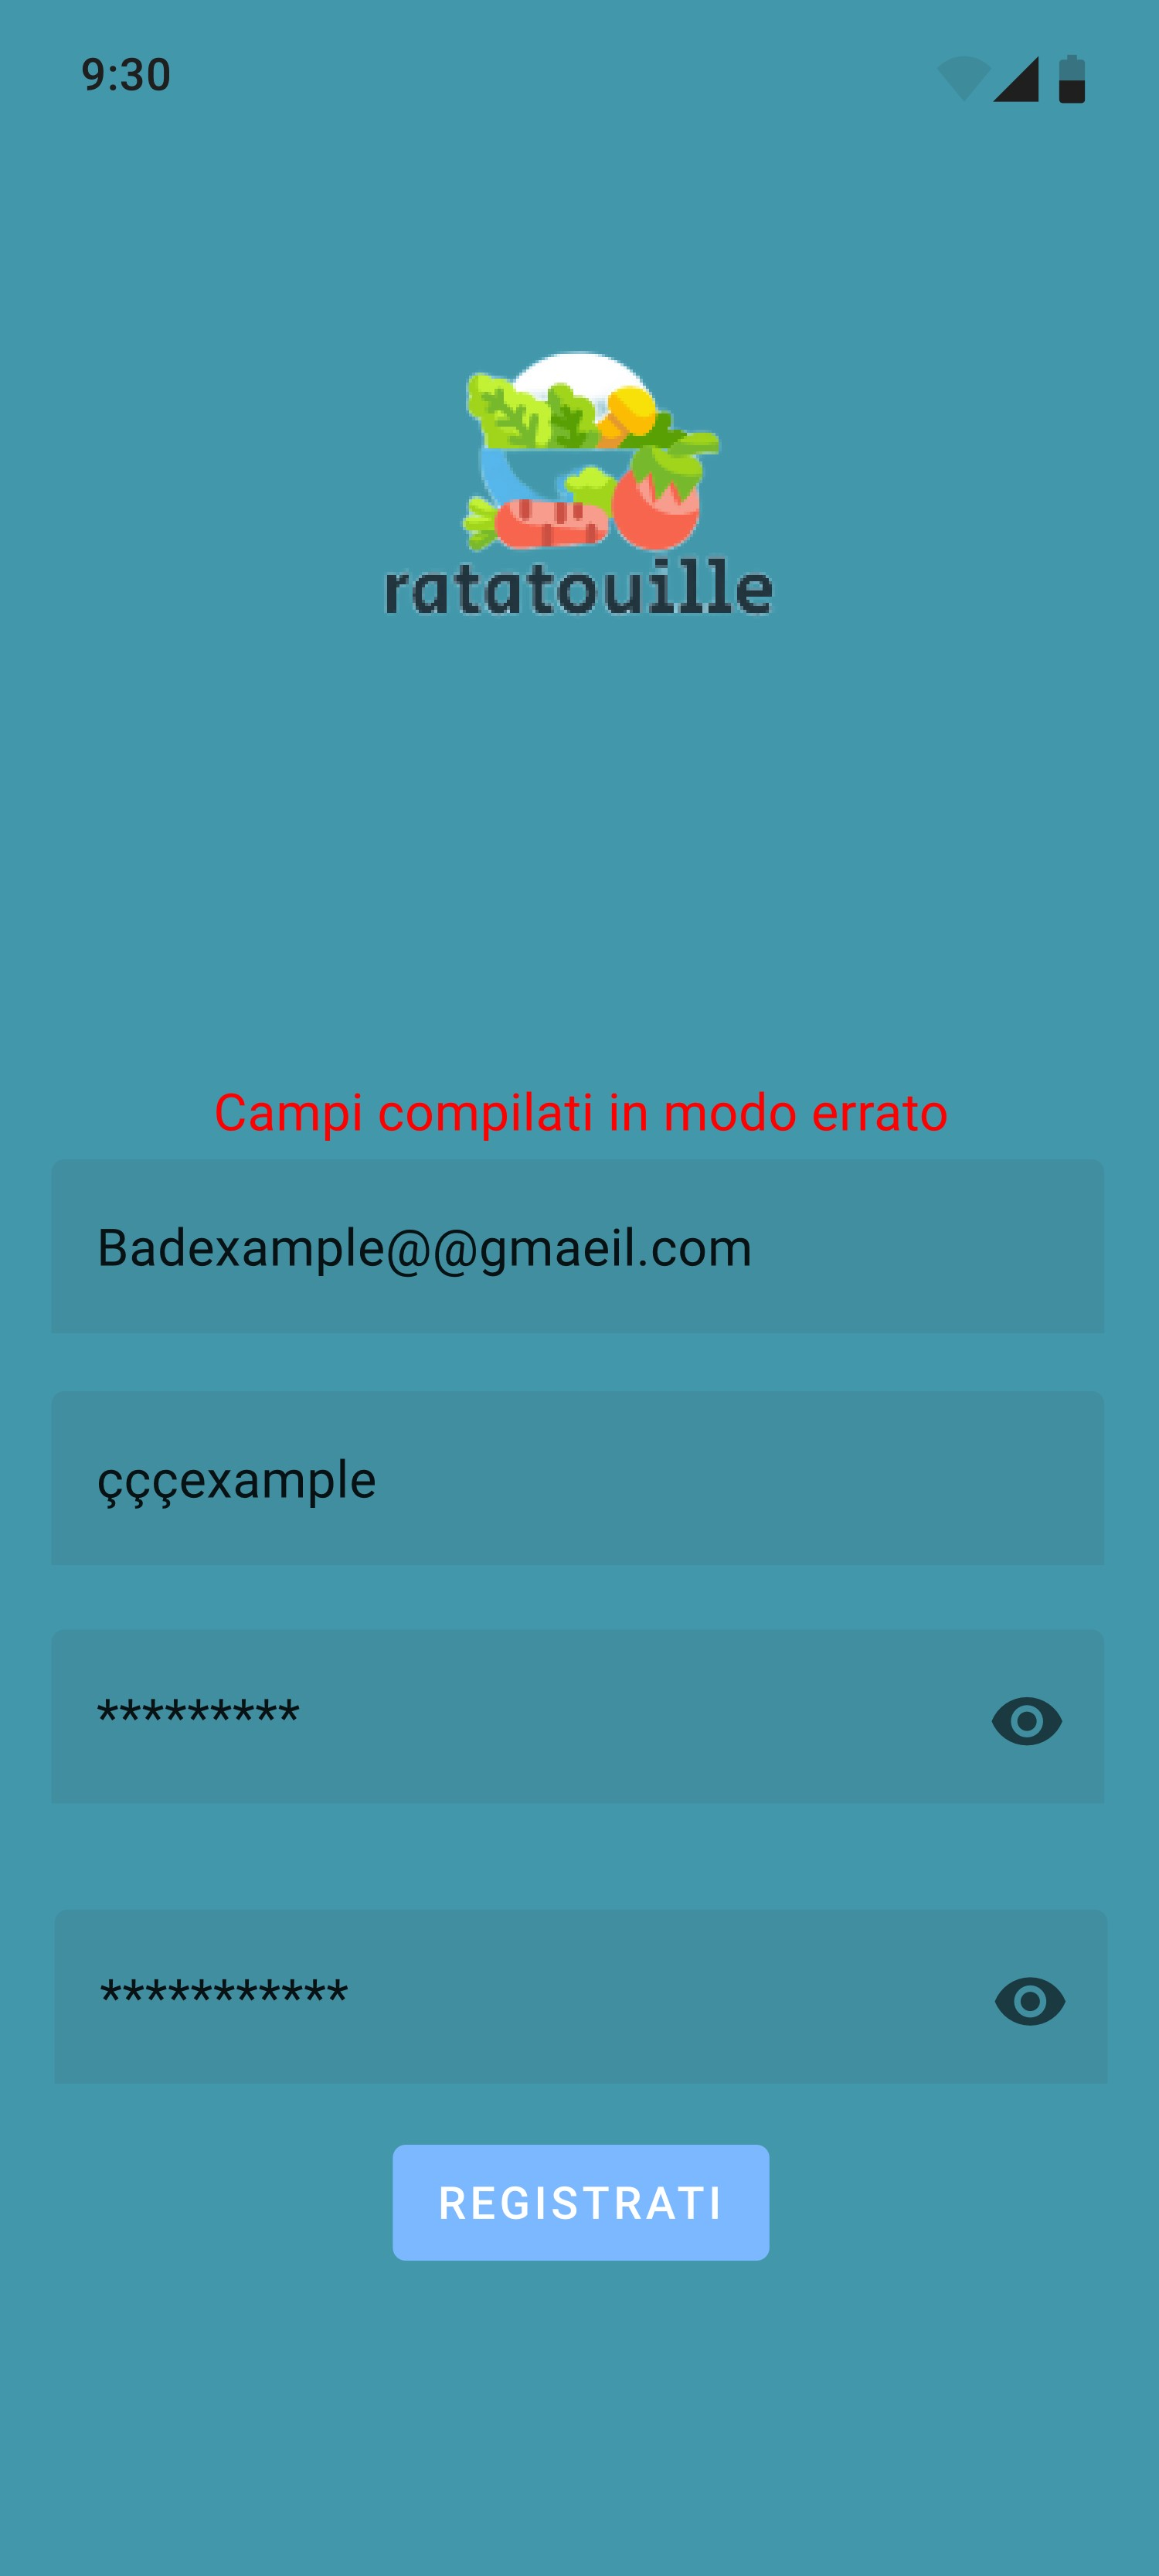 9:30
ratatouille
Campi compilati in modo errato
Badexample@@gmaeil.com
çççexample
*********
***********
REGISTRATI